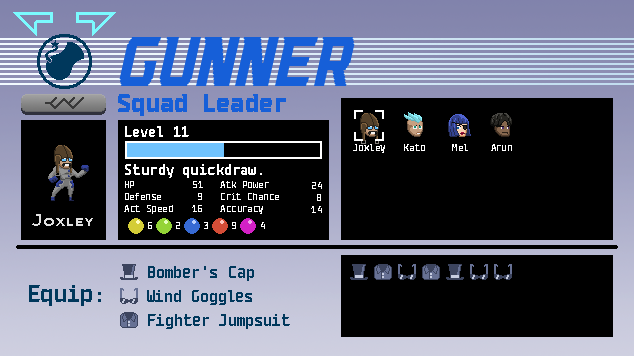 GUNNER
Squad Leader
Level 11
Sturdy quickdraw.
HP 51 Atk Power 24
Defense 9 Crit Chance 8
Act Speed 16 Accuracy 14
6 2 3 9 4
JOXLEY
Joxley Kato Mel Arun
Equip:
Bomber's Cap
Wind Goggles
Fighter Jumpsuit